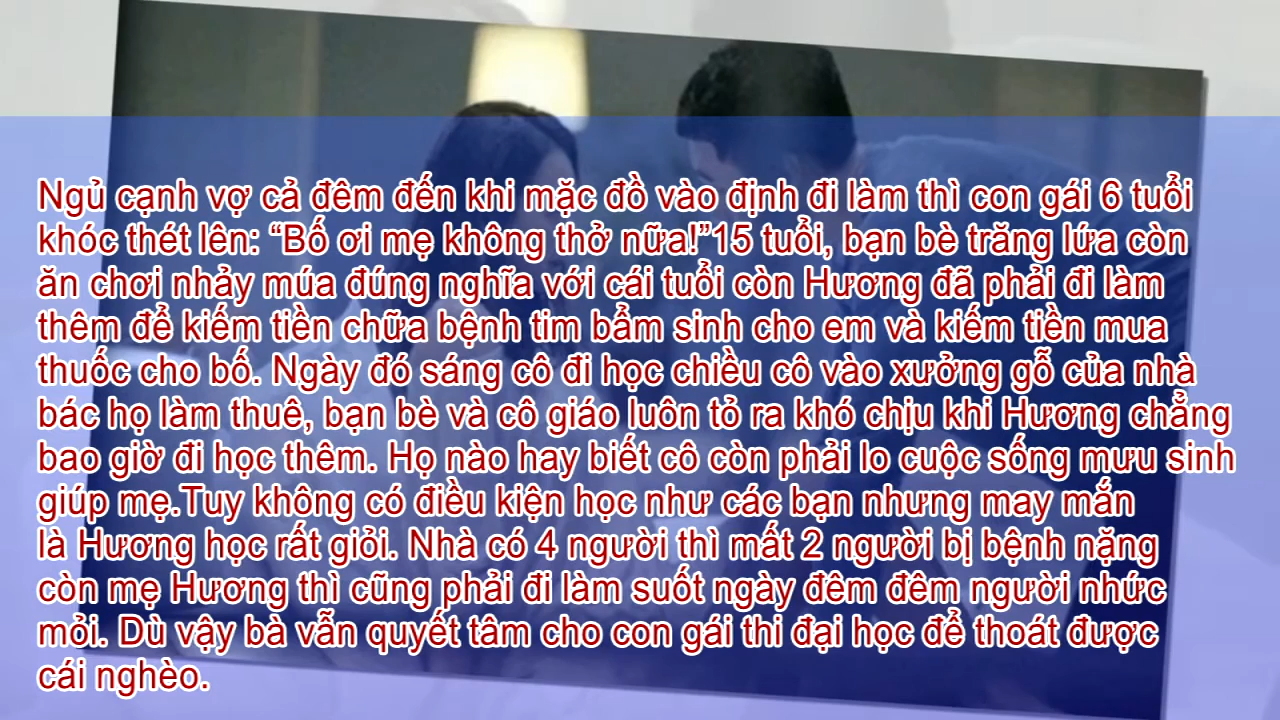 Ngủ cạnh vợ cả đêm đến khi mặc đồ vào định đi làm thì con gái 6 tuổi
khóc thét lên: “Bố ơi mẹ không thở nữa!”15 tuổi, bạn bè trăng lứa còn
ăn chơi nhảy múa đúng nghĩa với cái tuổi còn Hương đã phải đi làm
thêm để kiếm tiền chữa bệnh tim bẩm sinh cho em và kiếm tiền mua
thuốc cho bố. Ngày đó sáng cô đi học chiều cô vào xưởng gỗ của nhà
bác họ làm thuê, bạn bè và cô giáo luôn tỏ ra khó chịu khi Hương chẳng
bao giờ đi học thêm. Họ nào hay biết cô còn phải lo cuộc sống mưu sinh
giúp mẹ.Tuy không có điều kiện học như các bạn nhưng may mắn
là Hương học rất giỏi. Nhà có 4 người thì mất 2 người bị bệnh nặng
còn mẹ Hương thì cũng phải đi làm suốt ngày đêm đêm người nhức
mỏi. Dù vậy bà vẫn quyết tâm cho con gái thi đại học để thoát được
cái nghèo.